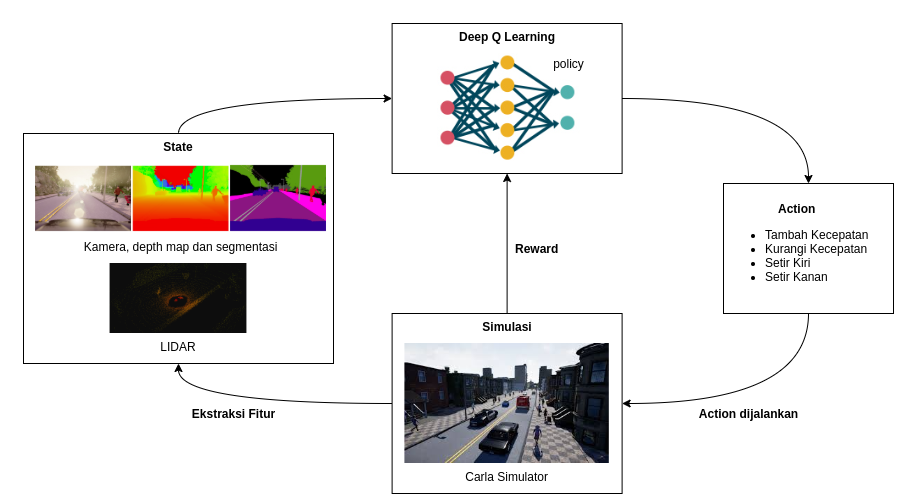 Deep Q Learning
policy
State
Kamera, depth map dan segmentasi
LIDAR
Action
Tambah Kecepatan
Kurangi Kecepatan
Setir Kiri
Setir Kanan
Reward
Simulasi
Carla Simulator
Ekstraksi Fitur
Action dijalankan